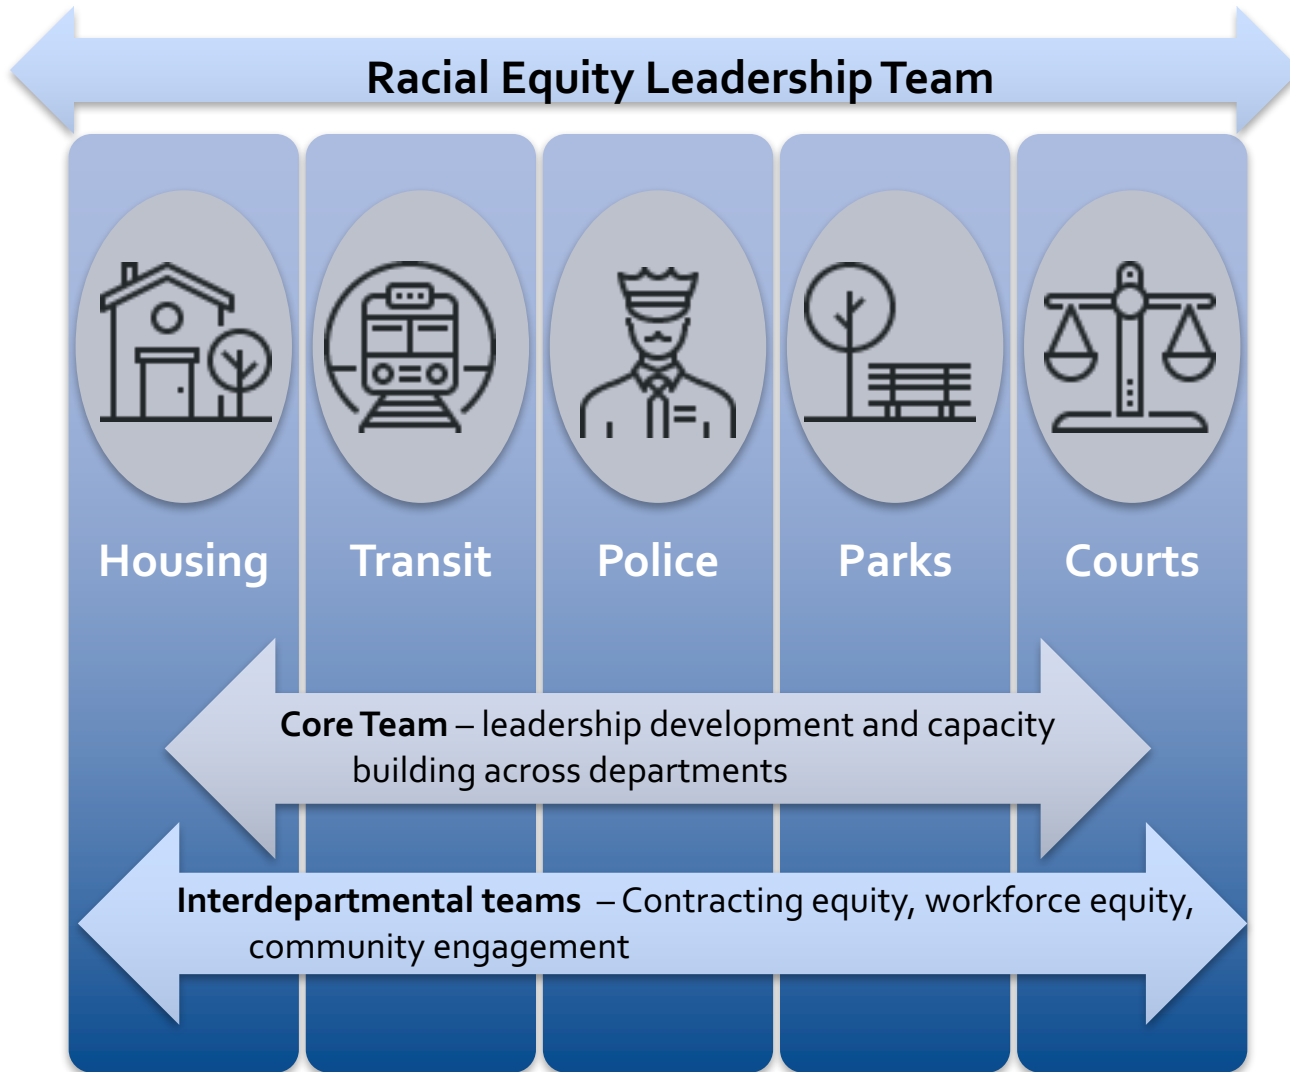 Racial Equity Leadership Team
Housing
Transit
Police
Parks
Courts
Core Team – leadership development and capacity
building across departments
Interdepartmental teams – Contracting equity, workforce equity,
community engagement